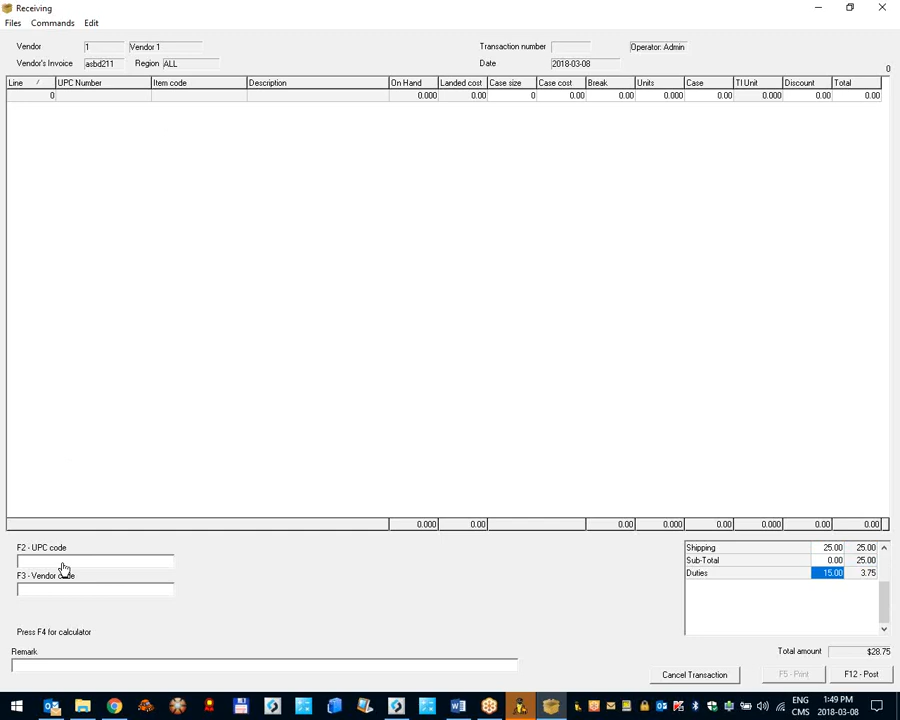 Receiving
Files Commands Edit
Vendor 1 Vendor 1 Transaction number Operator: Admin
Vendor's Invoice asbd211 Region ALL Date 2018-03-08
0
Line / UPC Number Item code Description On Hand Landed cost Case size Case cost Break Units Case TI Unit Discount Total
0 0.000 0.00 0 0.00 0.00 0.000 0.00 0.000 0.00 0.00
0.000 0.00 0.00 0.000 0.00 0.000 0.00 0.00
F2 - UPC code
F3 - Vendor code
Shipping 25.00 25.00
Sub-Total 0.00 25.00
Duties 15.00 3.75
Press F4 for calculator
Remark
Total amount $28.75
Cancel Transaction F5 - Print F12 - Post
ENG 1:49 PM
CMS 2018-03-08